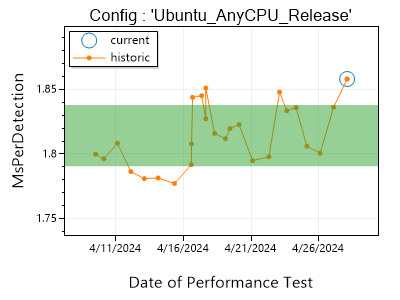 Config : 'Ubuntu_AnyCPU_Release'
current
historic
MsPerDetection
1.85
1.8
1.75
4/11/2024 4/16/2024 4/21/2024 4/26/2024
Date of Performance Test